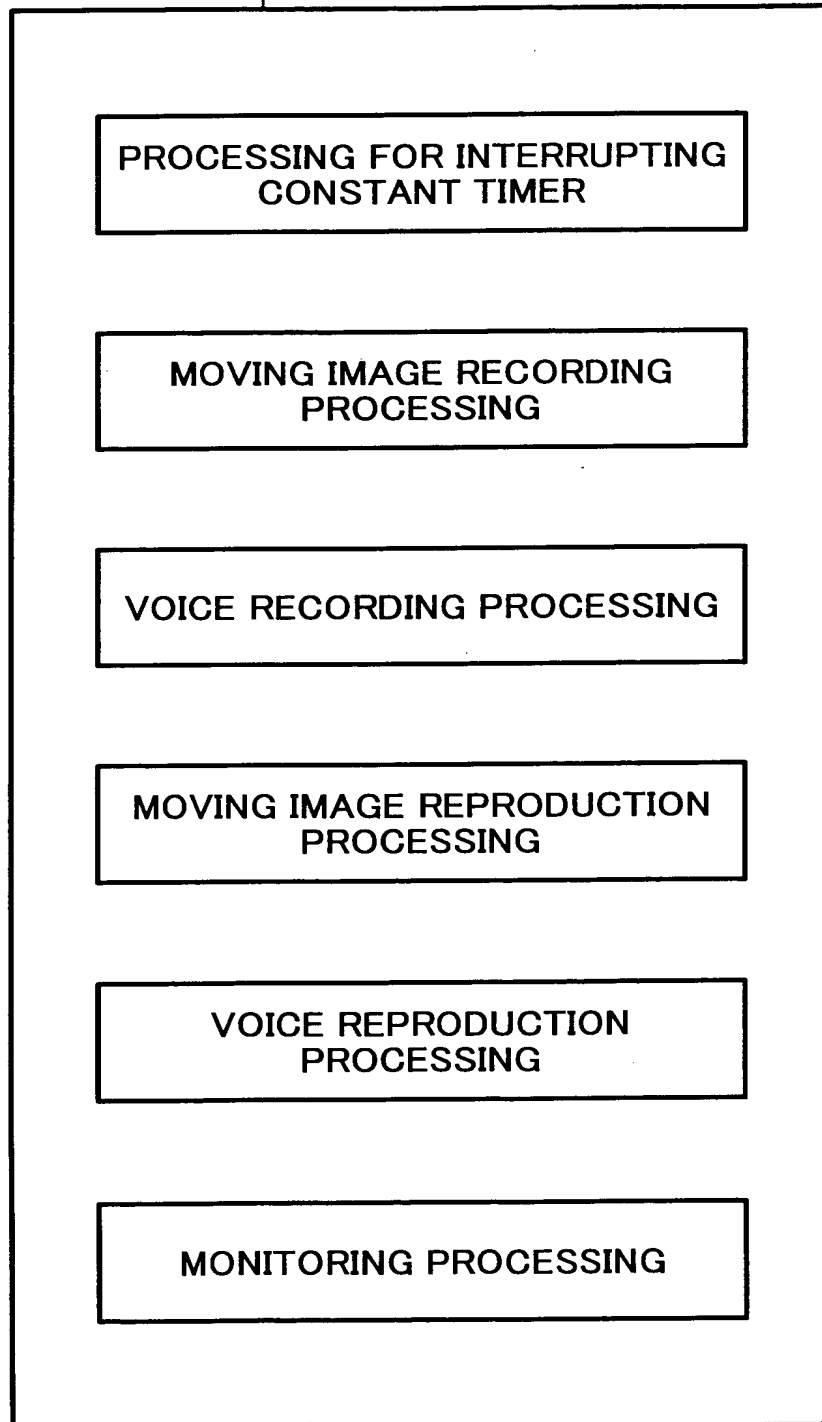 PROCESSING FOR INTERRUPTING
CONSTANT TIMER
MOVING IMAGE RECORDING
PROCESSING
VOICE RECORDING PROCESSING
MOVING IMAGE REPRODUCTION
PROCESSING
VOICE REPRODUCTION
PROCESSING
MONITORING PROCESSING